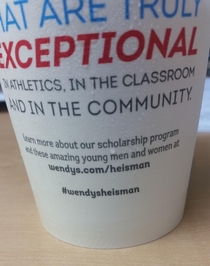 HAT ARE TRULY
EXCEPTIONAL
IN ATHLETICS, IN THE CLASSROOM
AND IN THE COMMUNITY.
Learn more about our scholarship program
and these amazing young men and women at
wendys.com/heisman
#wendysheisman